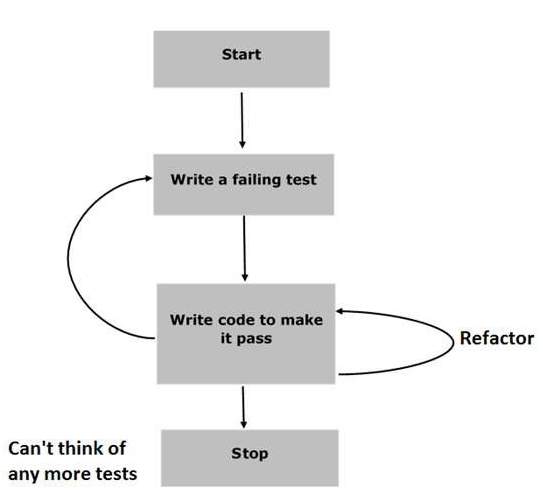 Start
Write a failing test
Write code to make
it pass
Refactor
Can't think of
any more tests
Stop